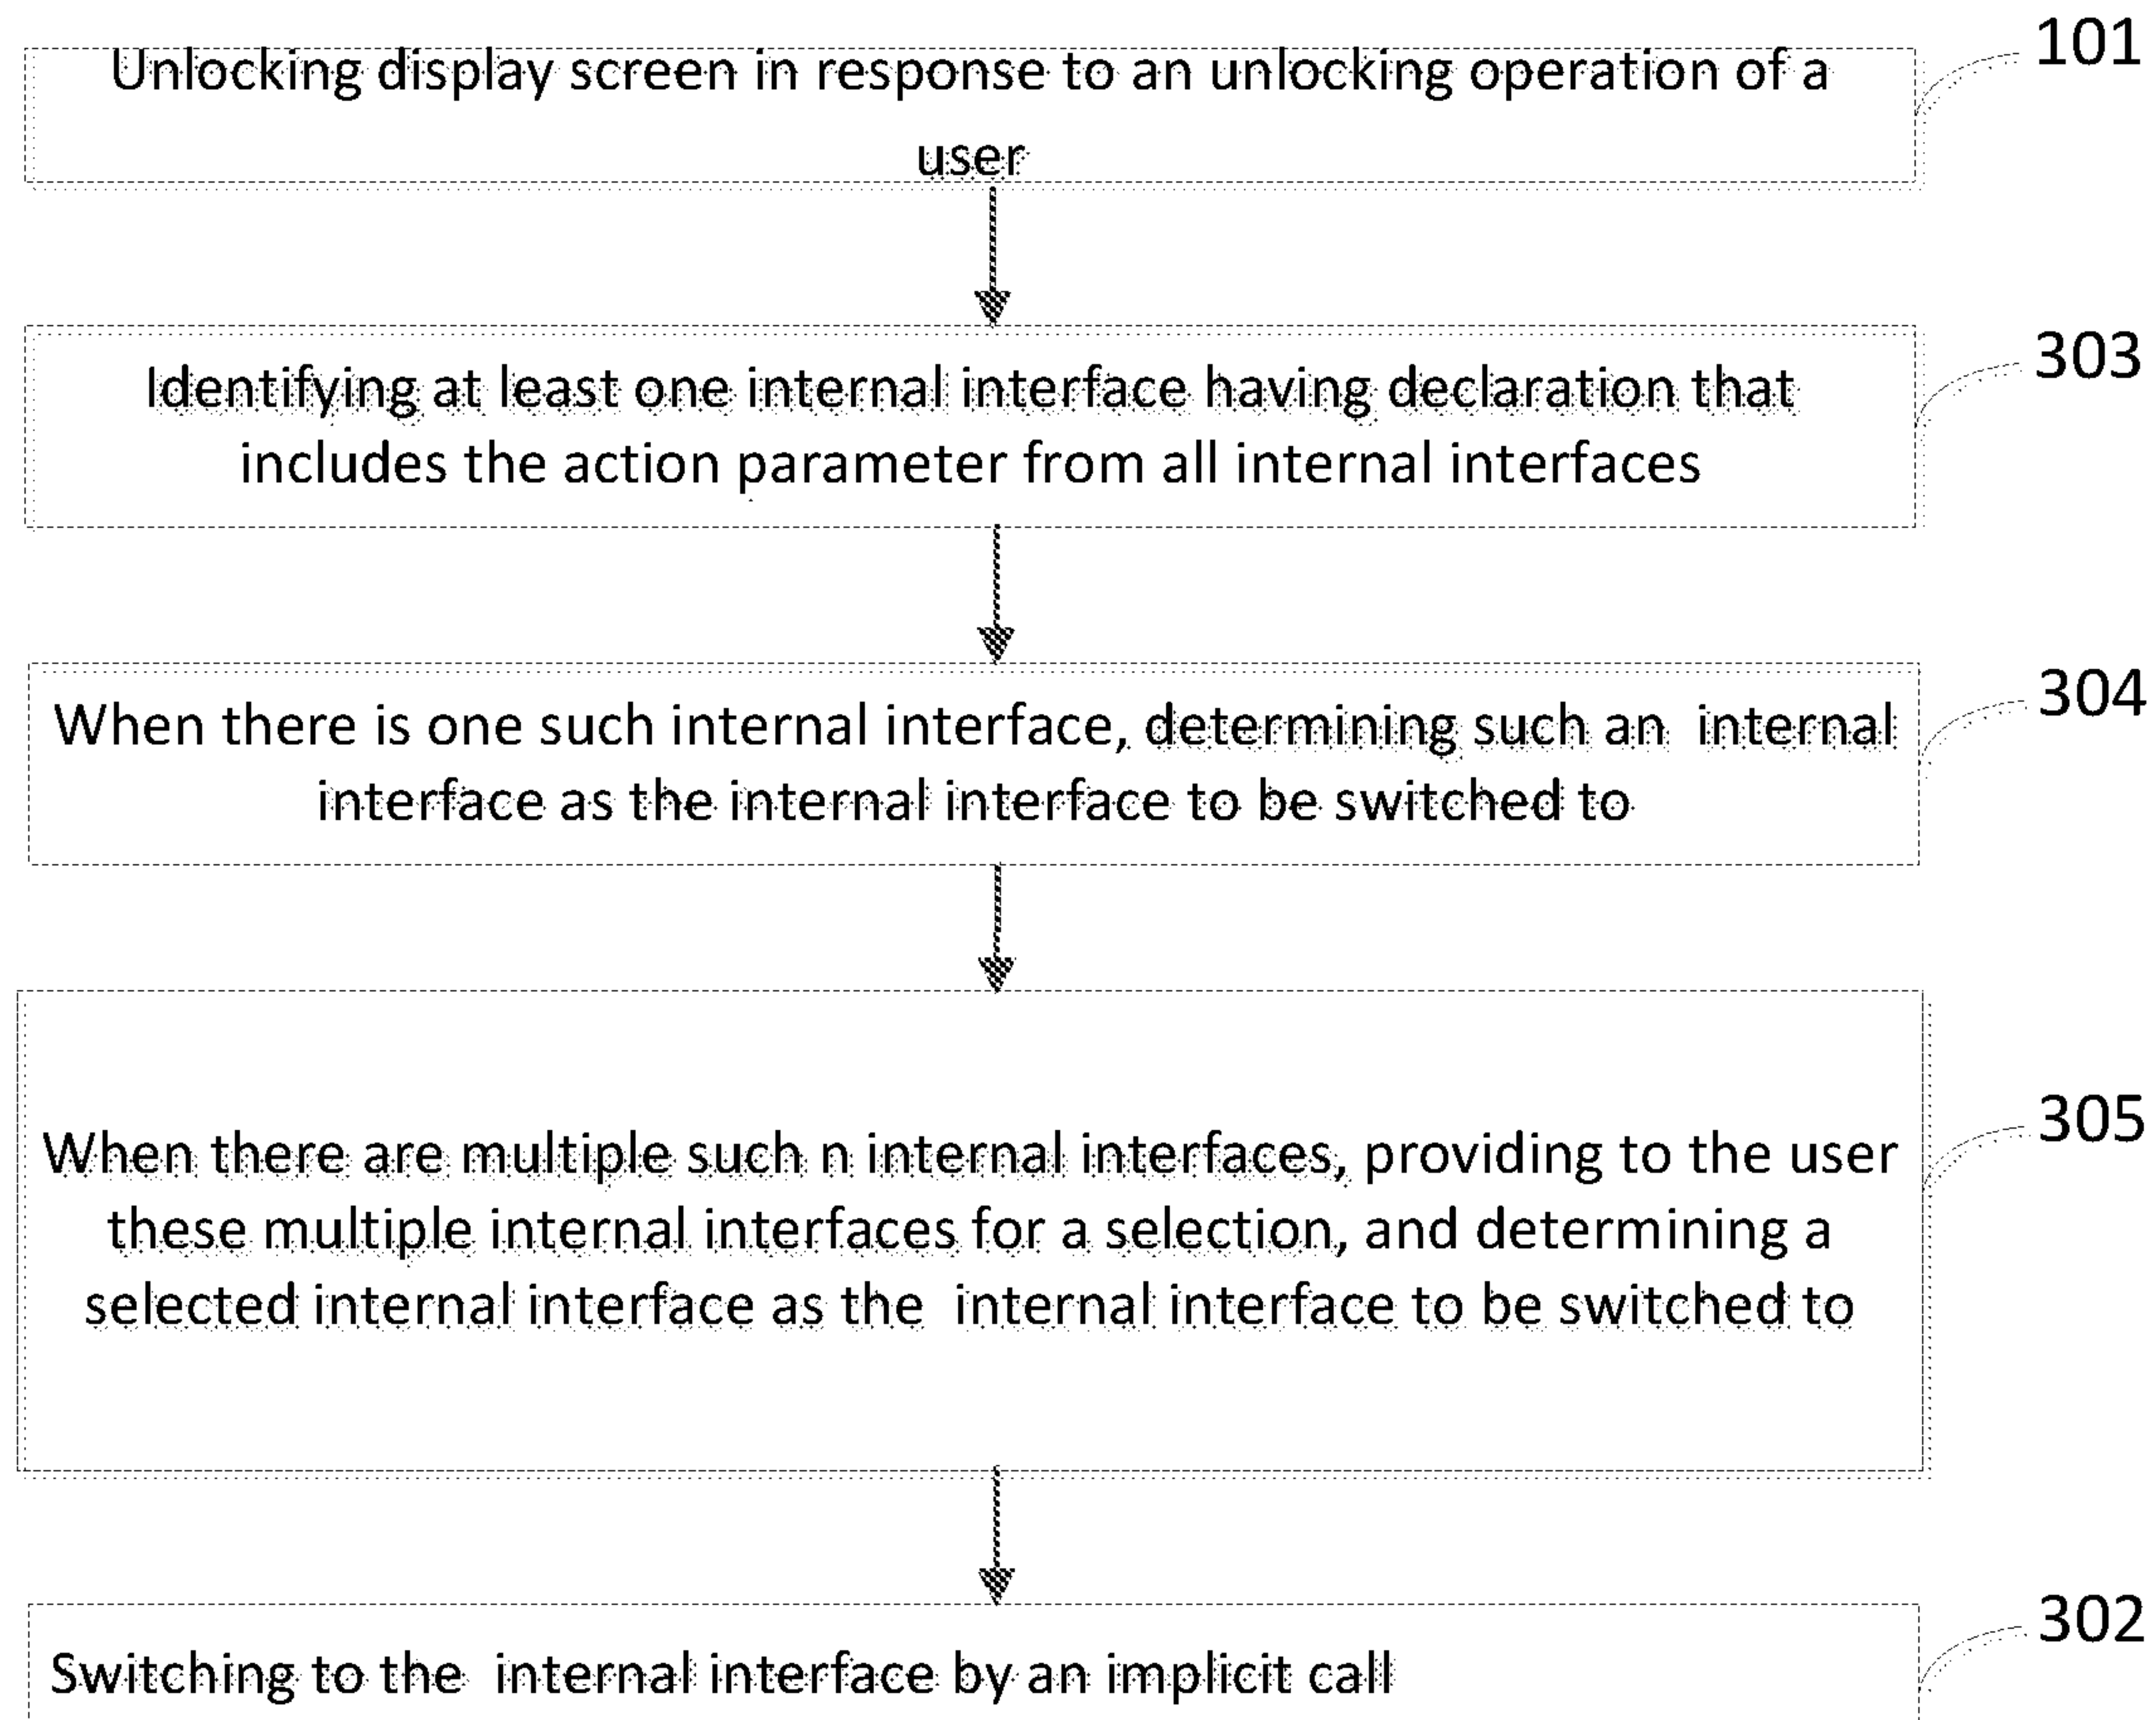 Unlocking display screen in response to an unlocking operation of a
user
101
Identifying at least one internal interface having declaration that
includes the action parameter from all internal interfaces
303
When there is one such internal interface, determining such an internal
interface as the internal interface to be switched to
304
When there are multiple such n internal interfaces, providing to the user
these multiple internal interfaces for a selection, and determining a
selected internal interface as the internal interface to be switched to
305
Switching to the internal interface by an implicit call
302